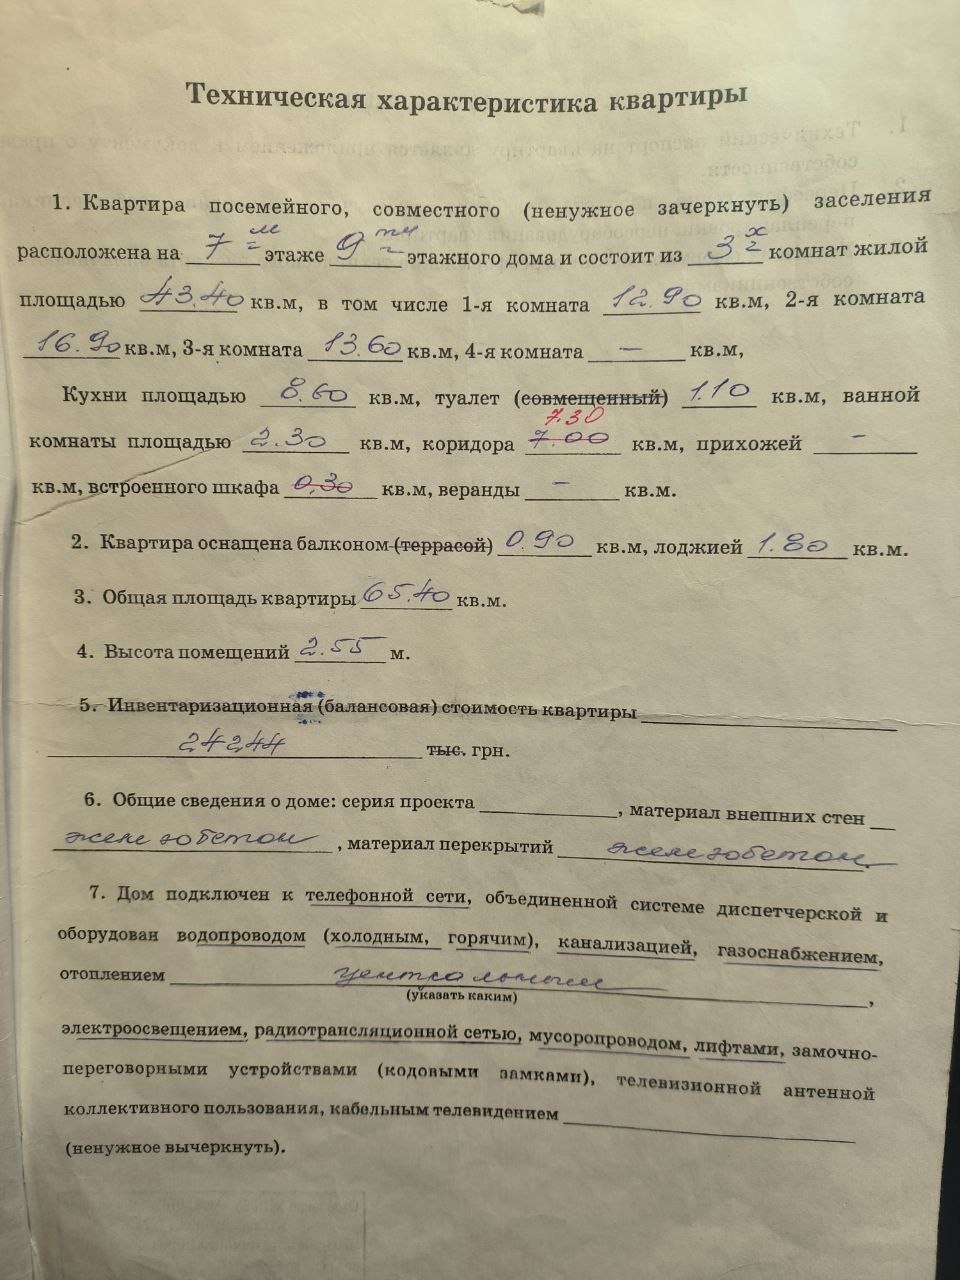 Техническая характеристика квартиры
1. Квартира посемейного, совместного (ненужное зачеркнуть) заселения
расположена на 7м этаже 9ти этажного дома и состоит из 3х комнат жилой
площадью 43.40 кв.м, в том числе 1-я комната 12.90 кв.м, 2-я комната
16.90 кв.м, 3-я комната 13.60 кв.м, 4-я комната — кв.м,
Кухни площадью 8.60 кв.м, туалет (совмещенный) 1.10 кв.м, ванной
7.30
комнаты площадью 2.30 кв.м, коридора 7.00 кв.м, прихожей –
кв.м, встроенного шкафа 0,30 кв.м, веранды – кв.м.
2. Квартира оснащена балконом (террасой) 0.90 кв.м, лоджией 1.80 кв.м.
3. Общая площадь квартиры 65.40 кв.м.
4. Высота помещений 2.55 м.
5. Инвентаризационная (балансовая) стоимость квартиры
24244 тыс. грн.
6. Общие сведения о доме: серия проекта , материал внешних стен
железобетон , материал перекрытий железобетон.
7. Дом подключен к телефонной сети, объединенной системе диспетчерской и
оборудован водопроводом (холодным, горячим), канализацией, газоснабжением,
отоплением центральным ,
(указать каким)
электроосвещением, радиотрансляционной сетью, мусоропроводом, лифтами, замочно-
переговорными устройствами (кодовыми замками), телевизионной антенной
коллективного пользования, кабельным телевидением
(ненужное вычеркнуть).